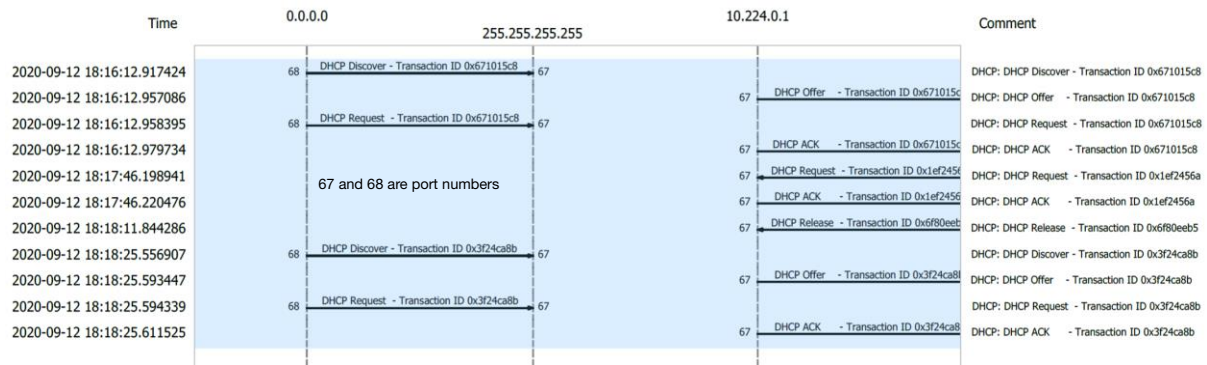 Time 0.0.0.0 255.255.255.255 10.224.0.1 Comment
2020-09-12 18:16:12.917424 68 DHCP Discover - Transaction ID 0x671015c8 67 DHCP: DHCP Discover - Transaction ID 0x671015c8
2020-09-12 18:16:12.957086 67 DHCP Offer - Transaction ID 0x671015c DHCP: DHCP Offer - Transaction ID 0x671015c8
2020-09-12 18:16:12.958395 68 DHCP Request - Transaction ID 0x671015c8 67 DHCP: DHCP Request - Transaction ID 0x671015c8
2020-09-12 18:16:12.979734 67 DHCP ACK - Transaction ID 0x671015c DHCP: DHCP ACK - Transaction ID 0x671015c8
2020-09-12 18:17:46.198941 67 DHCP Request - Transaction ID 0x1ef2456 DHCP: DHCP Request - Transaction ID 0x1ef2456a
67 and 68 are port numbers
2020-09-12 18:17:46.220476 67 DHCP ACK - Transaction ID 0x1ef2456 DHCP: DHCP ACK - Transaction ID 0x1ef2456a
2020-09-12 18:18:11.844286 67 DHCP Release - Transaction ID 0x6f80eeb DHCP: DHCP Release - Transaction ID 0x6f80eeb5
2020-09-12 18:18:25.556907 68 DHCP Discover - Transaction ID 0x3f24ca8b 67 DHCP: DHCP Discover - Transaction ID 0x3f24ca8b
2020-09-12 18:18:25.593447 67 DHCP Offer - Transaction ID 0x3f24ca8 DHCP: DHCP Offer - Transaction ID 0x3f24ca8b
2020-09-12 18:18:25.594339 68 DHCP Request - Transaction ID 0x3f24ca8b 67 DHCP: DHCP Request - Transaction ID 0x3f24ca8b
2020-09-12 18:18:25.611525 67 DHCP ACK - Transaction ID 0x3f24ca8 DHCP: DHCP ACK - Transaction ID 0x3f24ca8b